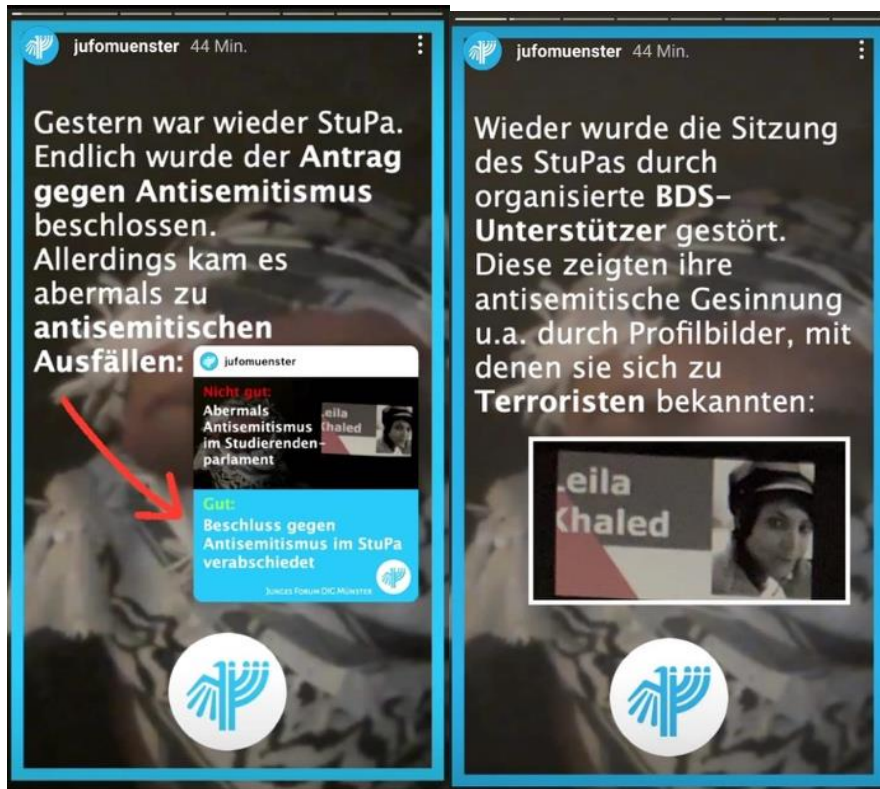 jufomuenster 44 Min.
Gestern war wieder StuPa.
Endlich wurde der Antrag
gegen Antisemitismus
beschlossen.
Allerdings kam es
abermals zu
antisemitischen
Ausfällen:
jufomuenster
Nicht gut:
Abermals
Antisemitismus
im Studierenden-
parlament
eila
Khaled
Gut:
Beschluss gegen
Antisemitismus im StuPa
verabschiedet
Junges Forum DIG Münster
jufomuenster 44 Min.
Wieder wurde die Sitzung
des StuPas durch
organisierte BDS-
Unterstützer gestört.
Diese zeigten ihre
antisemitische Gesinnung
u.a. durch Profilbilder, mit
denen sie sich zu
Terroristen bekannten:
eila
Khaled